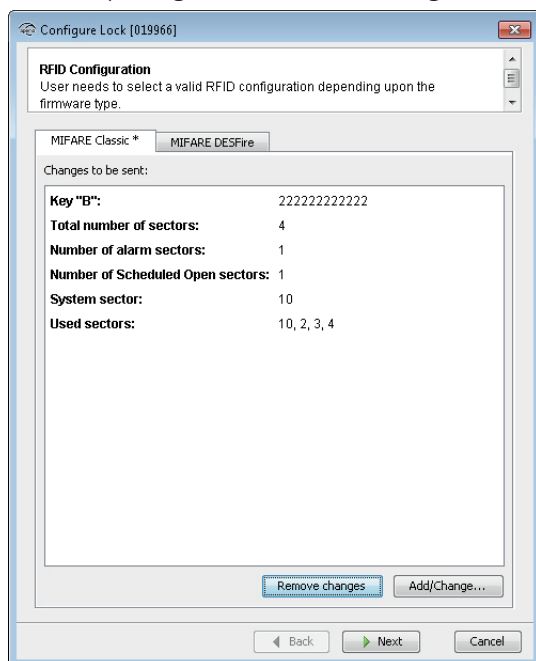 Configure Lock [019966]
RFID Configuration
User needs to select a valid RFID configuration depending upon the
firmware type.
MIFARE Classic * MIFARE DESFire
Changes to be sent:
Key "B": 222222222222
Total number of sectors: 4
Number of alarm sectors: 1
Number of Scheduled Open sectors: 1
System sector: 10
Used sectors: 10, 2, 3, 4
Remove changes Add/Change...
Back Next Cancel